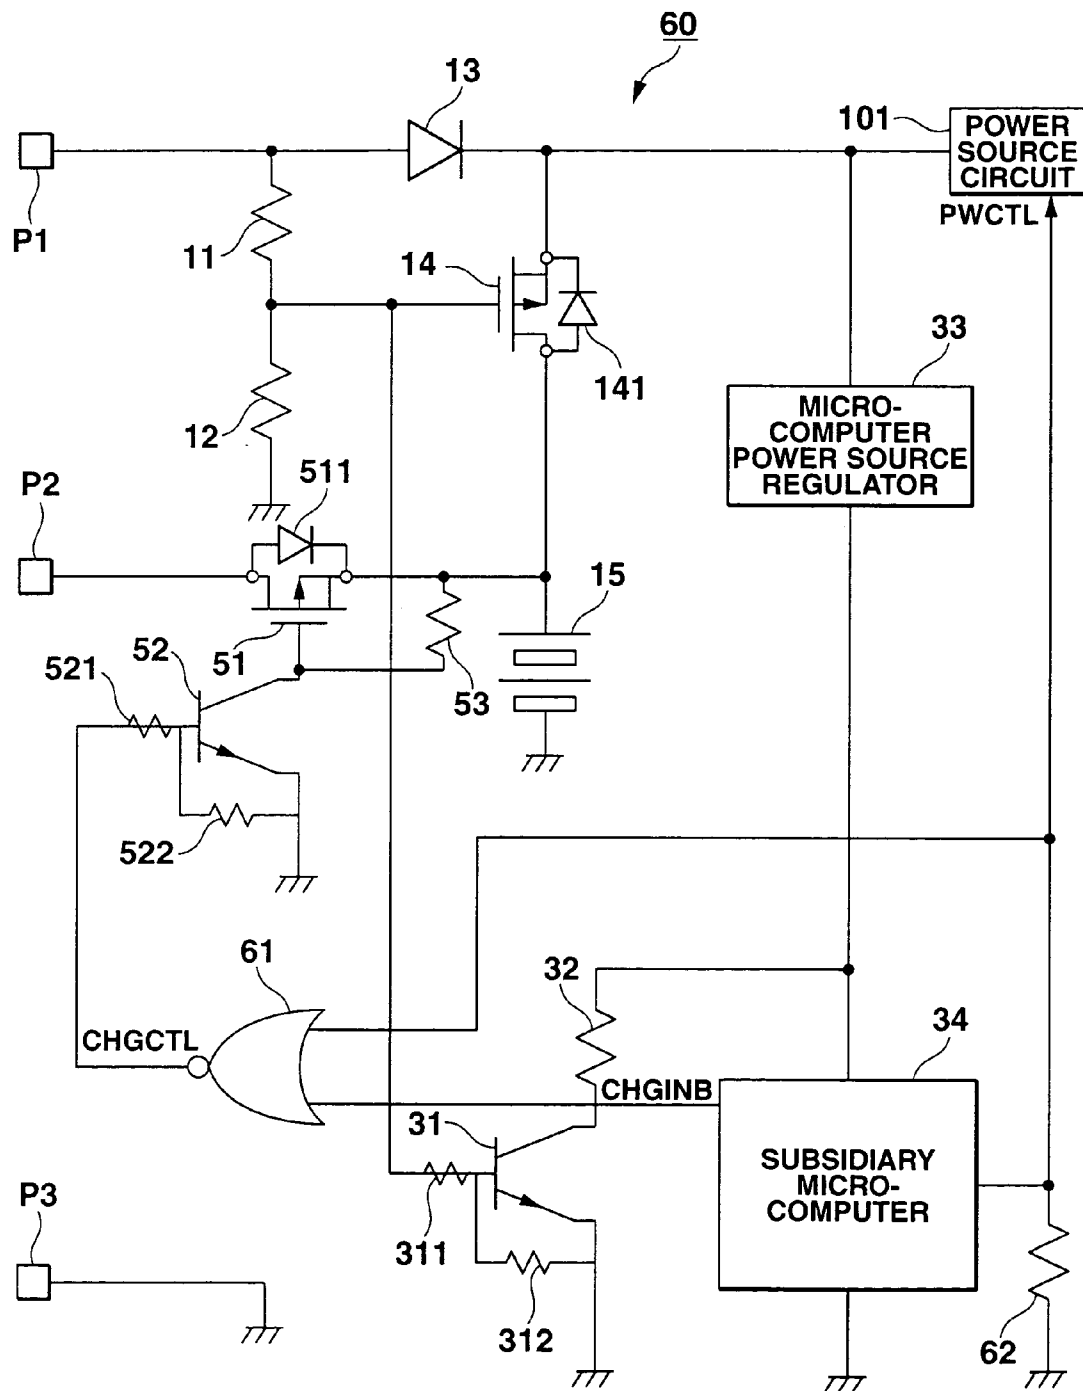 60
13
101
POWER
SOURCE
CIRCUIT
P1
PWCTL
11
14
33
141
MICRO-
COMPUTER
POWER SOURCE
REGULATOR
12
P2
511
15
51
53
52
521
522
61
32
34
CHGCTL
CHGINB
31
SUBSIDIARY
MICRO-
COMPUTER
P3
311
312
62